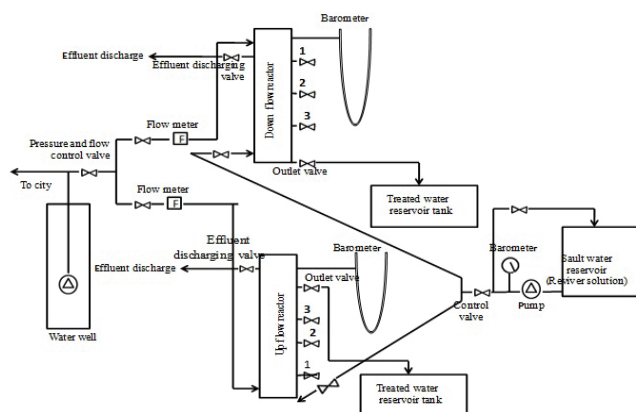 Barometer
Effluent discharge
Effluent discharging
valve
1
2
3
Down flow reactor
Flow meter
F
Pressure and flow
control valve
To city
Flow meter
F
Outlet valve
Treated water
reservoir tank
Effluent
discharging valve
Effluent discharge
Barometer
Outlet valve
3
2
1
Up flow reactor
Water well
Barometer
Control
valve
Pump
Sault water
reservoir
(Reviver solution)
Treated water
reservoir tank